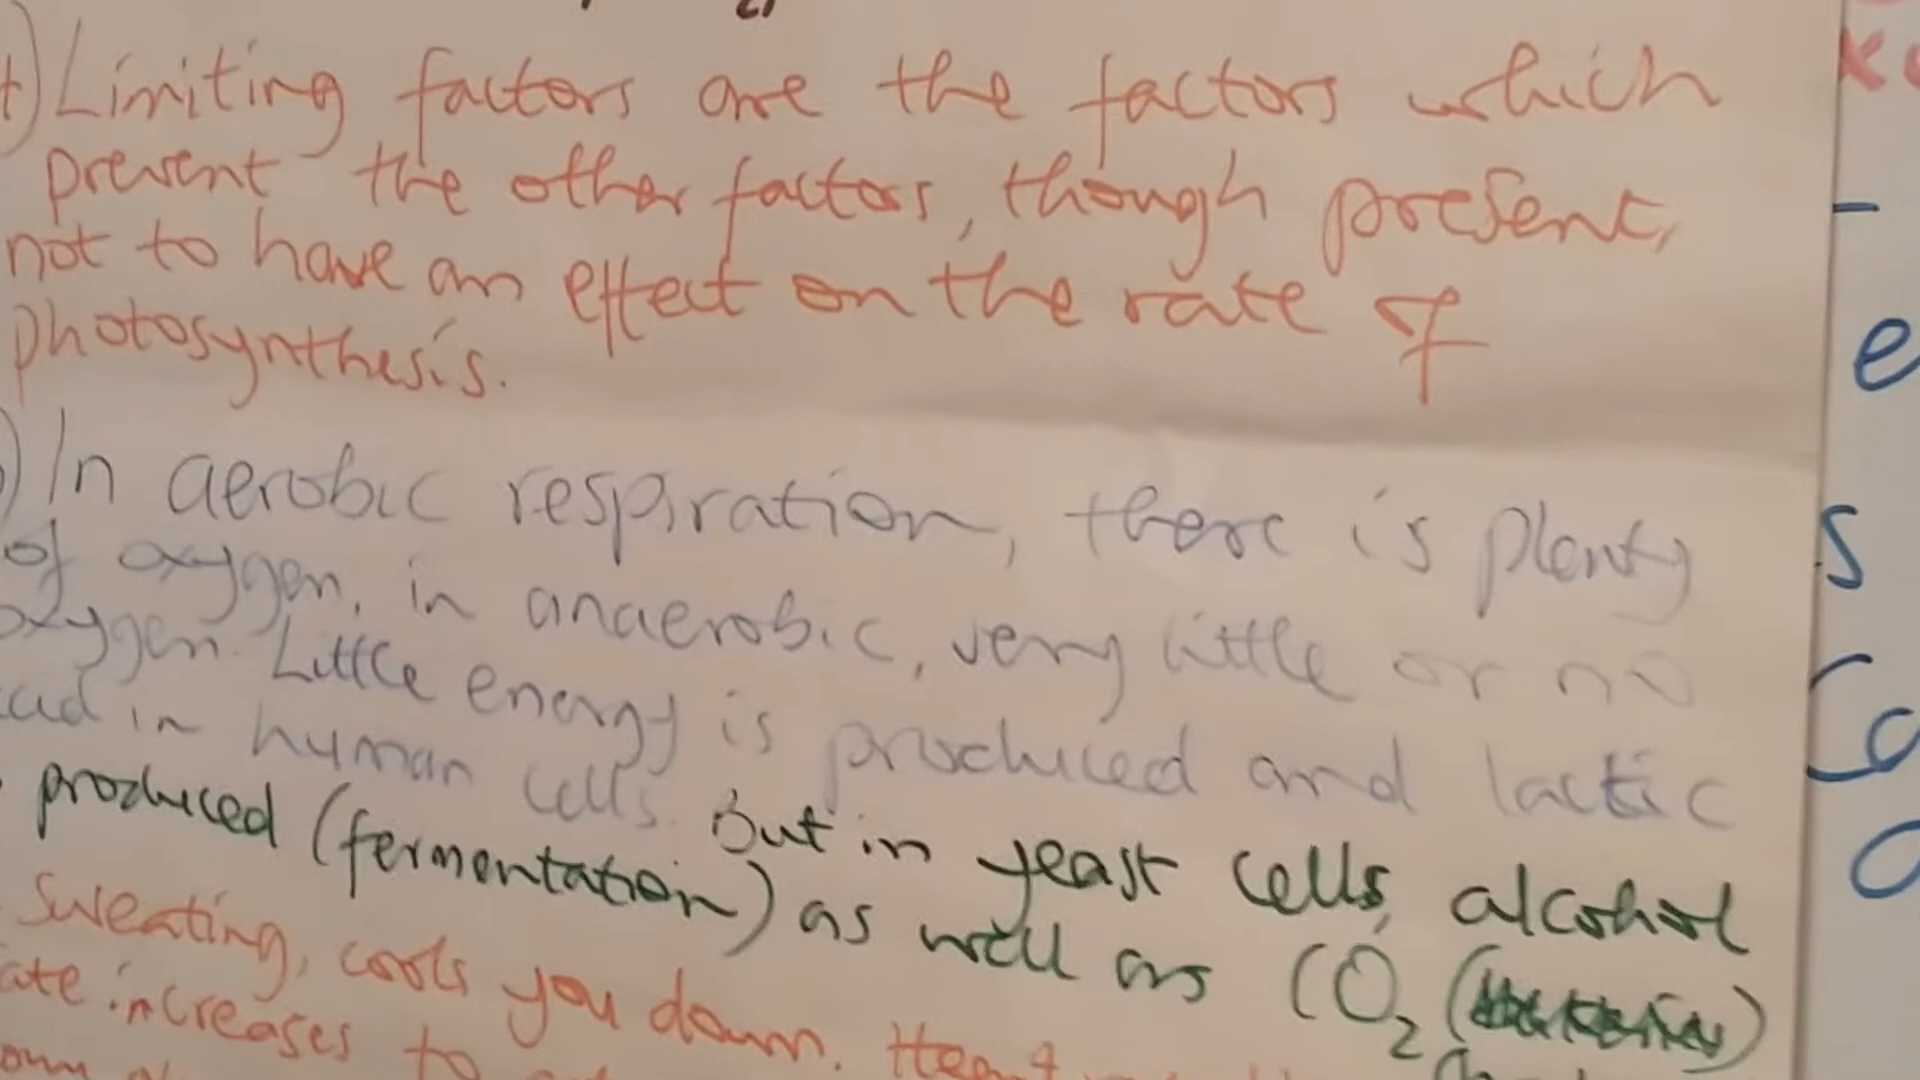 Limiting factors are the factors which
prevent the other factors, though present,
not to have an effect on the rate of
photosynthesis.
In aerobic respiration, there is plenty
of oxygen, in anaerobic, very little or no
oxygen. Little energy is produced and lactic
acid in human cells. But in yeast cells, alcohol
produced (fermentation) as well as CO₂
Sweating, cools you down. Heart
increases to